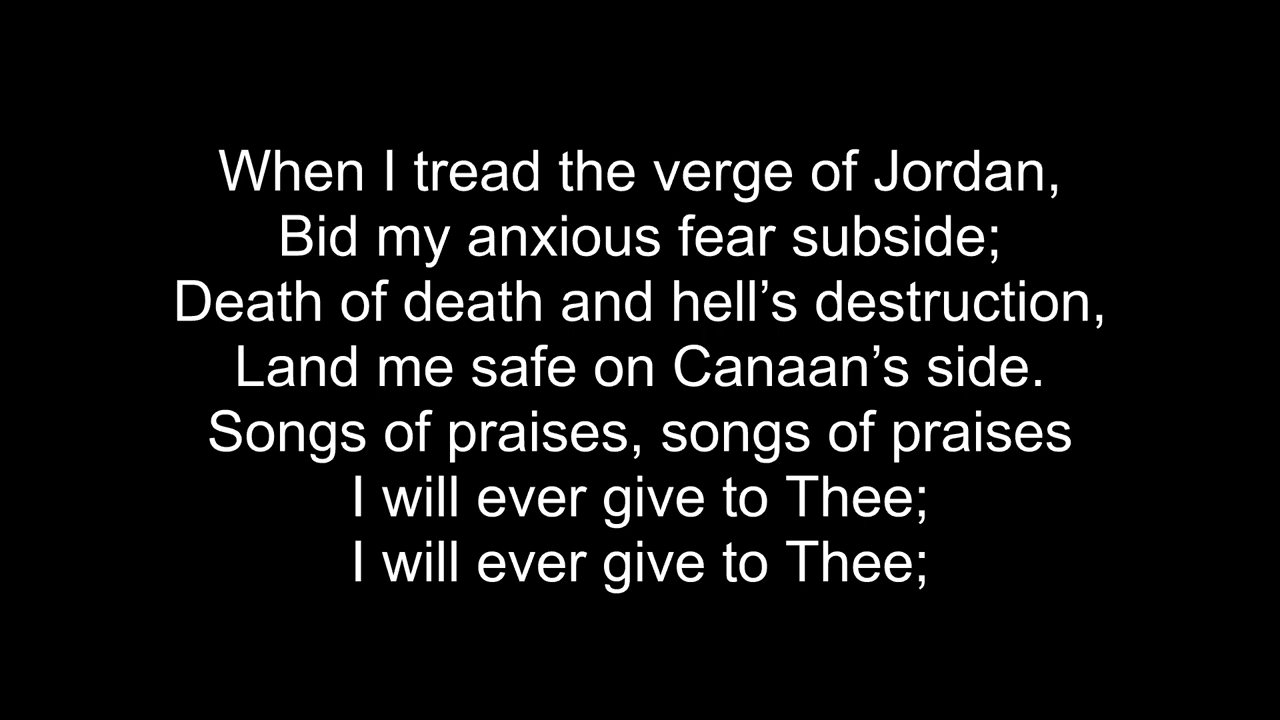 When I tread the verge of Jordan,
Bid my anxious fear subside;
Death of death and hell’s destruction,
Land me safe on Canaan’s side.
Songs of praises, songs of praises
I will ever give to Thee;
I will ever give to Thee;